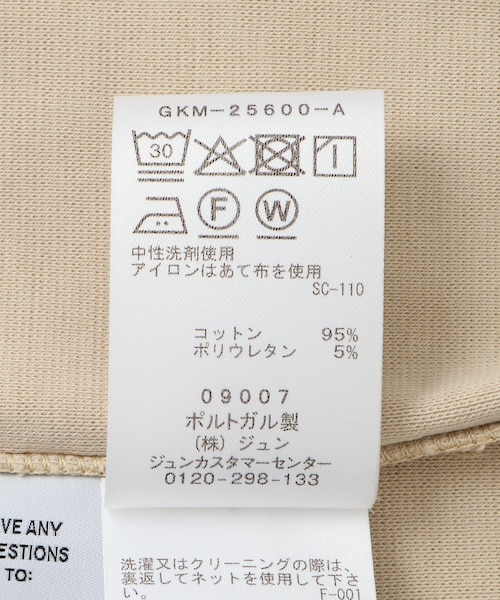 GKM-25600-A
30
F W
中性洗剤使用
アイロンはあて布を使用
SC-110
コットン 95%
ポリウレタン 5%
09007
ポルトガル製
(株)ジュン
ジュンカスタマーセンター
0120-298-133
VE ANY
ESTIONS
TO:
洗濯又はクリーニングの際は、
裏返してネットを使用して下さい。
F-001